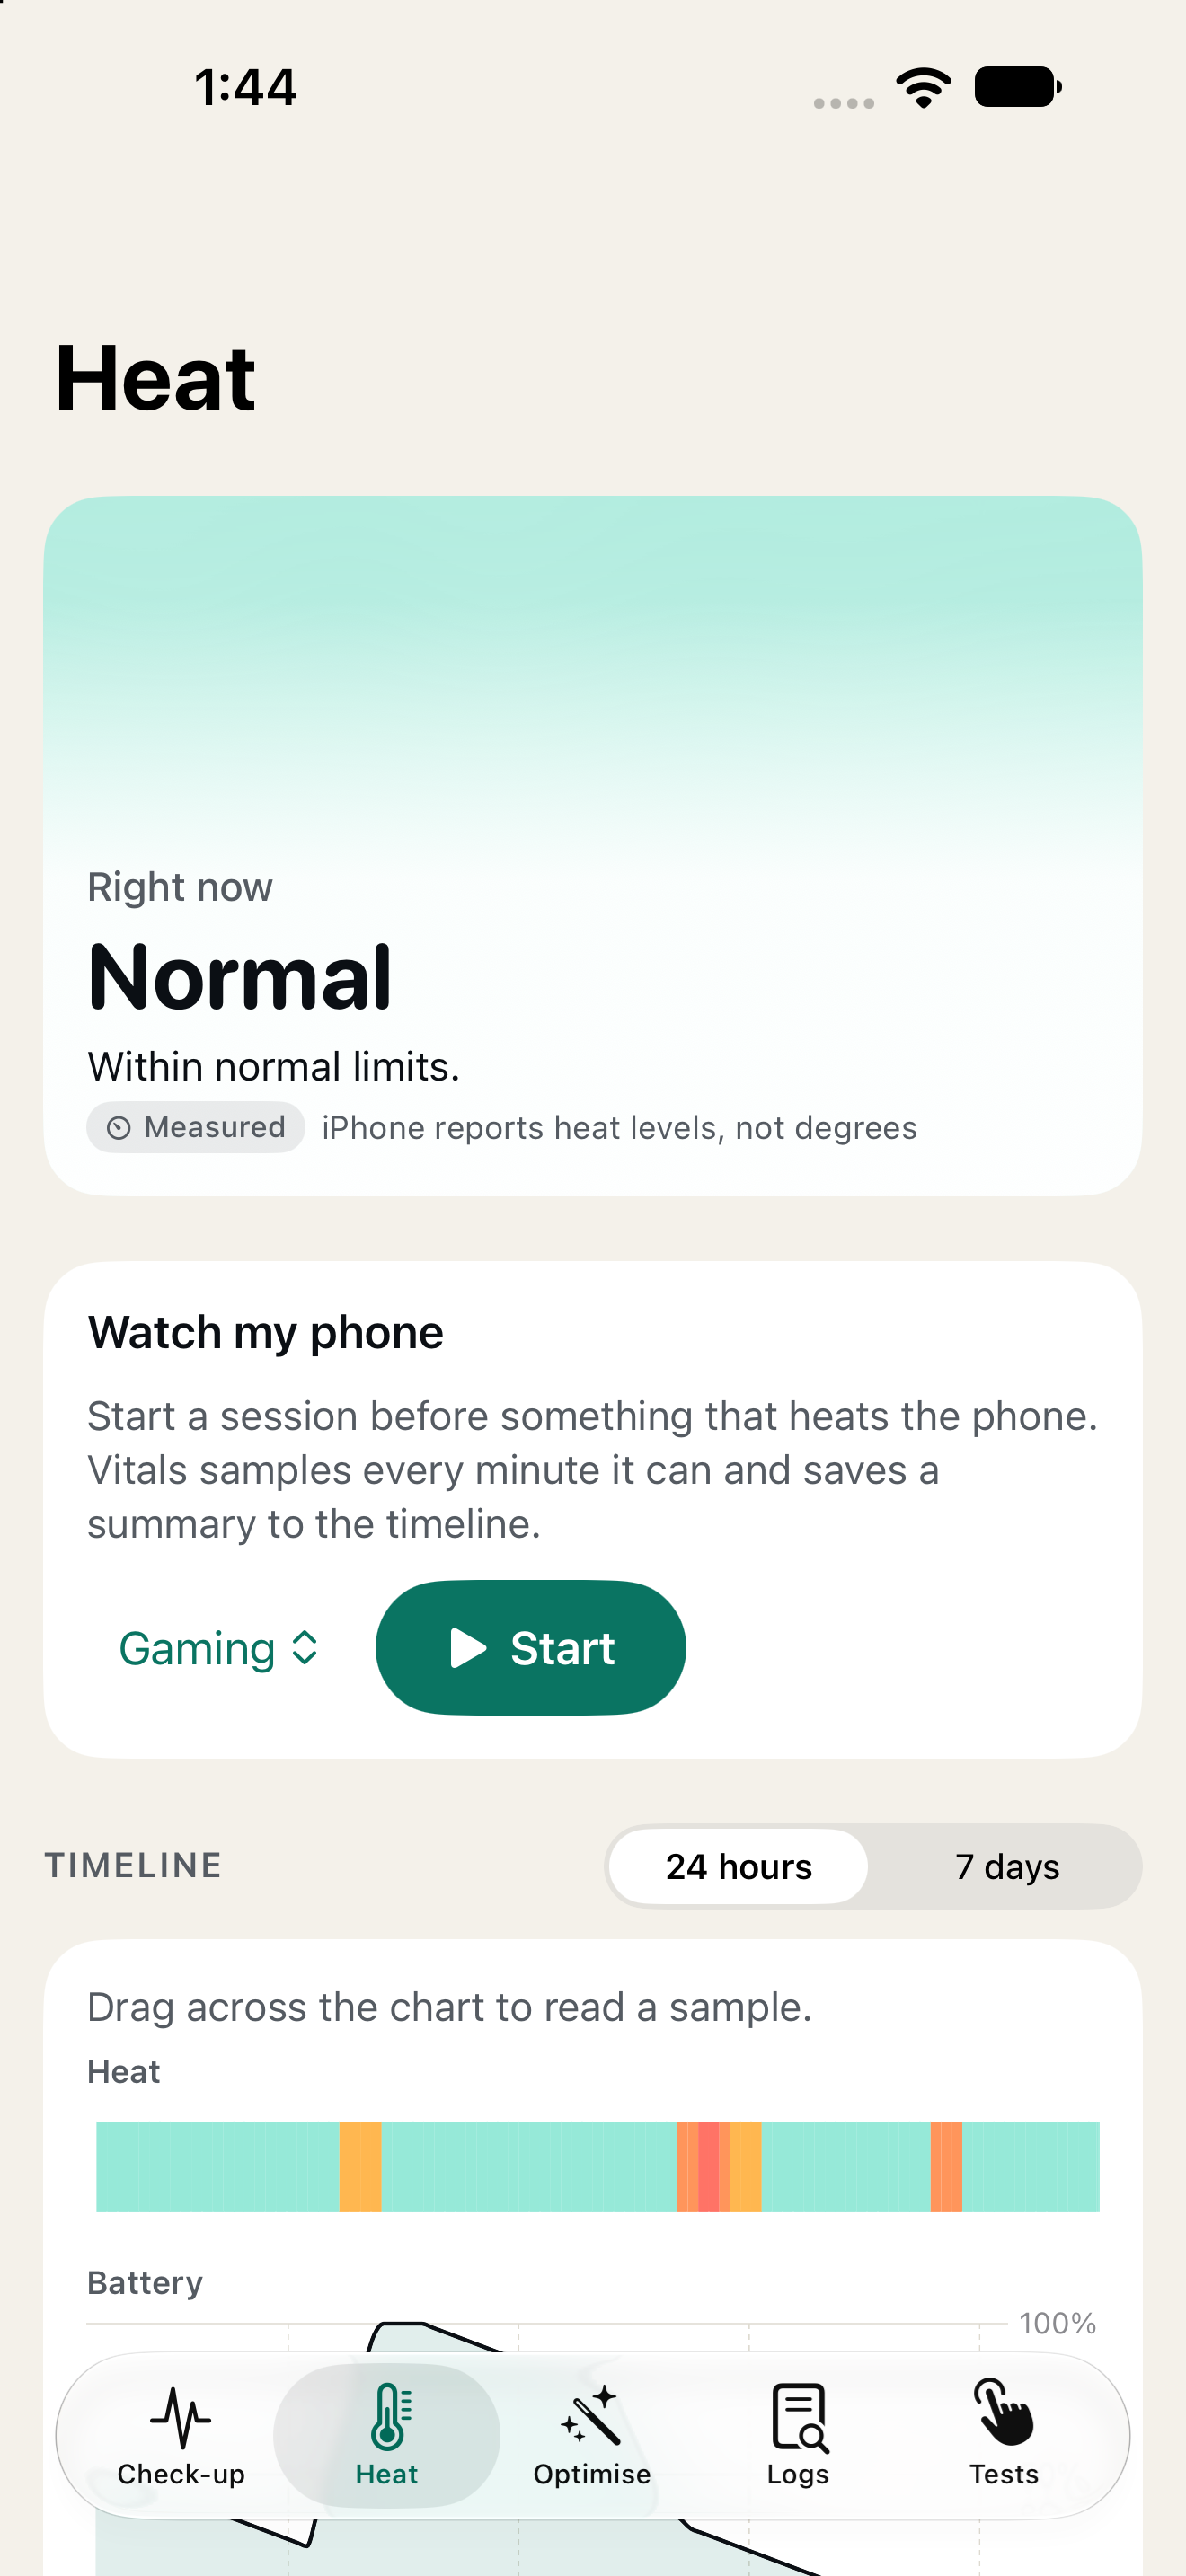 1:44
Heat
Right now
Normal
Within normal limits.
Measured iPhone reports heat levels, not degrees
Watch my phone
Start a session before something that heats the phone.
Vitals samples every minute it can and saves a
summary to the timeline.
Gaming Start
TIMELINE 24 hours 7 days
Drag across the chart to read a sample.
Heat
Battery
100%
Check-up Heat Optimise Logs Tests